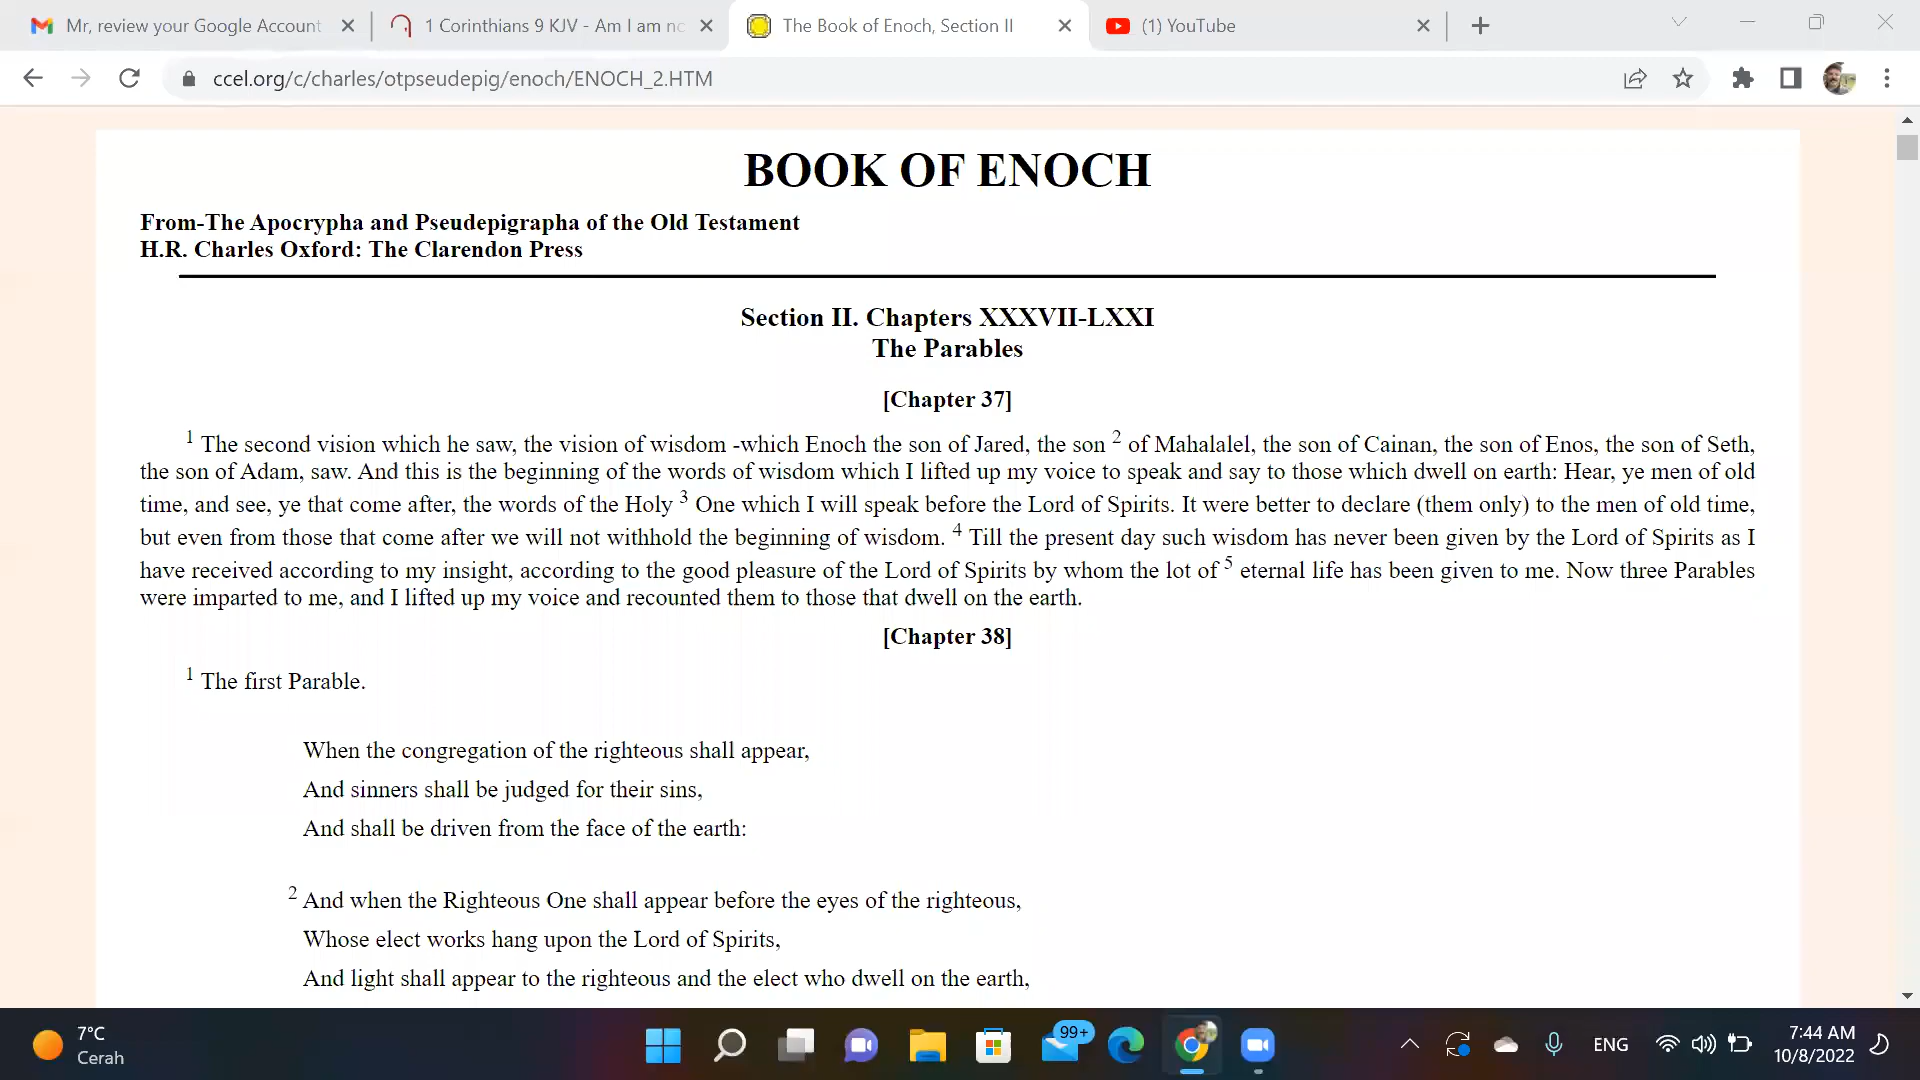 Mr, review your Google Account
1 Corinthians 9 KJV - Am I am nc
The Book of Enoch, Section II
(1) YouTube
ccel.org/c/charles/otpseudepig/enoch/ENOCH_2.HTM
BOOK OF ENOCH
From-The Apocrypha and Pseudepigrapha of the Old Testament
H.R. Charles Oxford: The Clarendon Press
Section II. Chapters XXXVII-LXXI
The Parables
[Chapter 37]
1 The second vision which he saw, the vision of wisdom -which Enoch the son of Jared, the son 2 of Mahalalel, the son of Cainan, the son of Enos, the son of Seth,
the son of Adam, saw. And this is the beginning of the words of wisdom which I lifted up my voice to speak and say to those which dwell on earth: Hear, ye men of old
time, and see, ye that come after, the words of the Holy 3 One which I will speak before the Lord of Spirits. It were better to declare (them only) to the men of old time,
but even from those that come after we will not withhold the beginning of wisdom. 4 Till the present day such wisdom has never been given by the Lord of Spirits as I
have received according to my insight, according to the good pleasure of the Lord of Spirits by whom the lot of 5 eternal life has been given to me. Now three Parables
were imparted to me, and I lifted up my voice and recounted them to those that dwell on the earth.
[Chapter 38]
1 The first Parable.
When the congregation of the righteous shall appear,
And sinners shall be judged for their sins,
And shall be driven from the face of the earth:
2 And when the Righteous One shall appear before the eyes of the righteous,
Whose elect works hang upon the Lord of Spirits,
And light shall appear to the righteous and the elect who dwell on the earth,
7°C
Cerah
99+
ENG
7:44 AM
10/8/2022